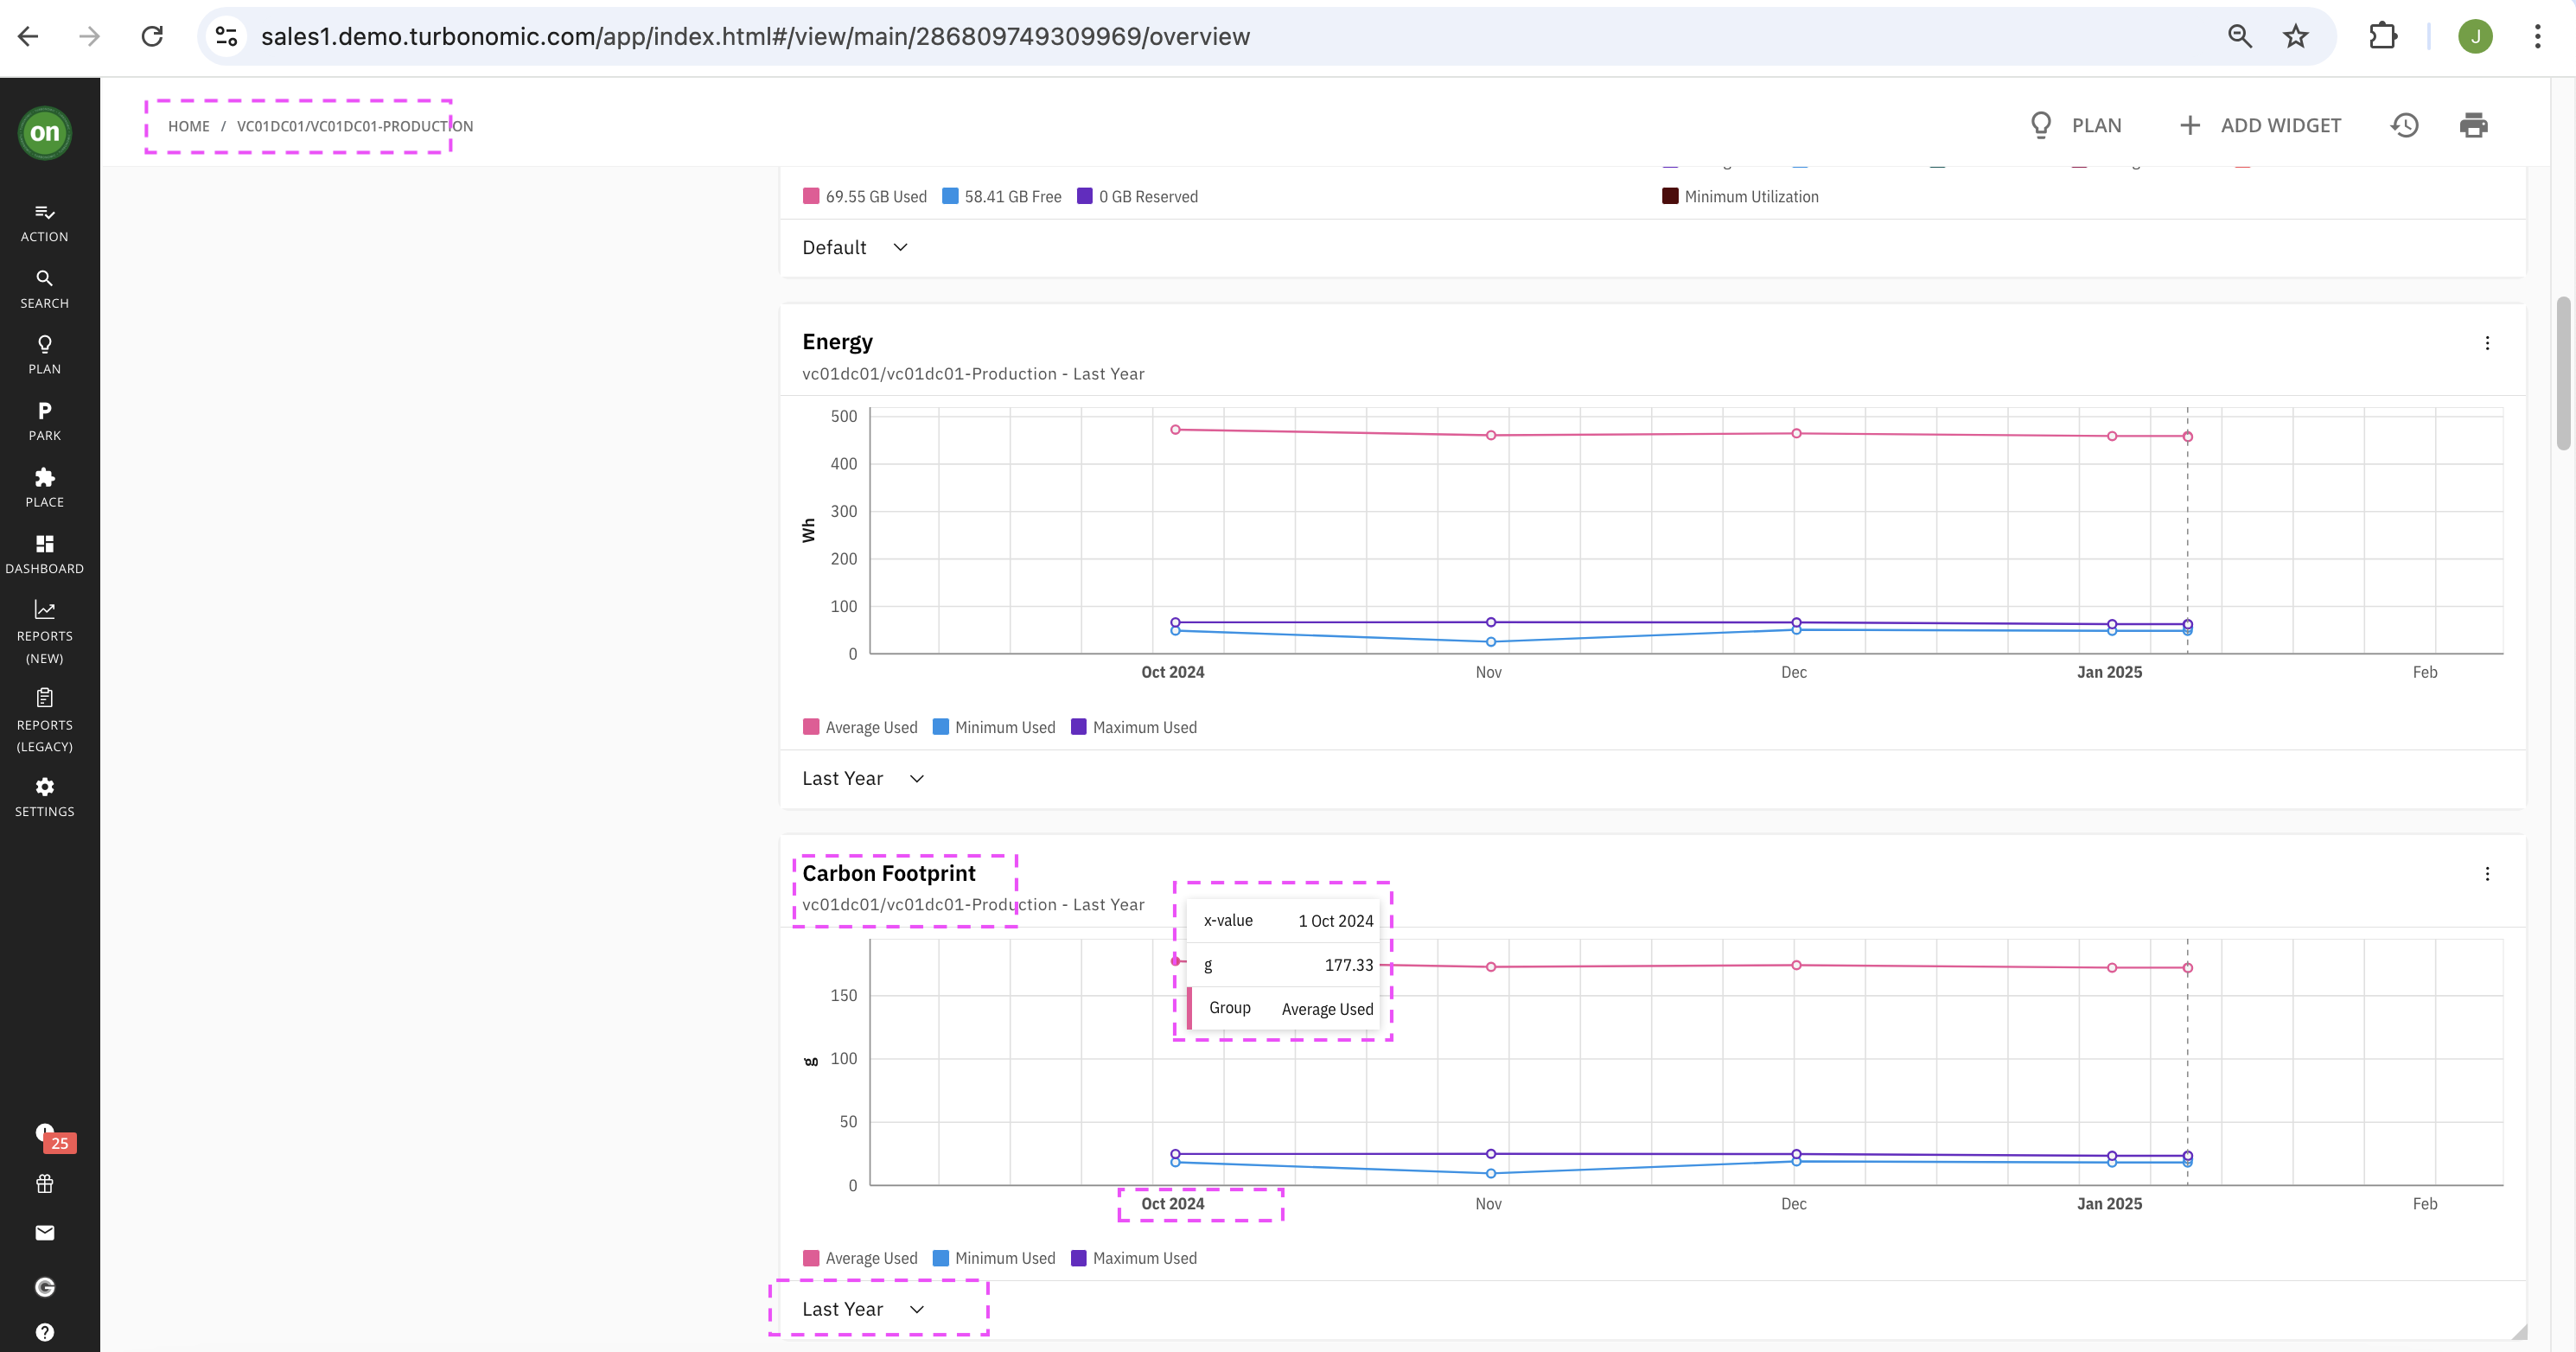 sales1.demo.turbonomic.com/app/index.html#/view/main/286809749309969/overview
J
on
HOME / VC01DC01/VC01DC01-PRODUCTION
PLAN
ADD WIDGET
ACTION
SEARCH
PLAN
P
PARK
PLACE
DASHBOARD
REPORTS
(NEW)
REPORTS
(LEGACY)
SETTINGS
25
G
?
69.55 GB Used 58.41 GB Free 0 GB Reserved
Minimum Utilization
Default
Energy
vc01dc01/vc01dc01-Production - Last Year
Wh
500
400
300
200
100
0
Oct 2024 Nov Dec Jan 2025 Feb
Average Used Minimum Used Maximum Used
Last Year
Carbon Footprint
vc01dc01/vc01dc01-Production - Last Year
x-value 1 Oct 2024
g 177.33
Group Average Used
g
150
100
50
0
Oct 2024 Nov Dec Jan 2025 Feb
Average Used Minimum Used Maximum Used
Last Year